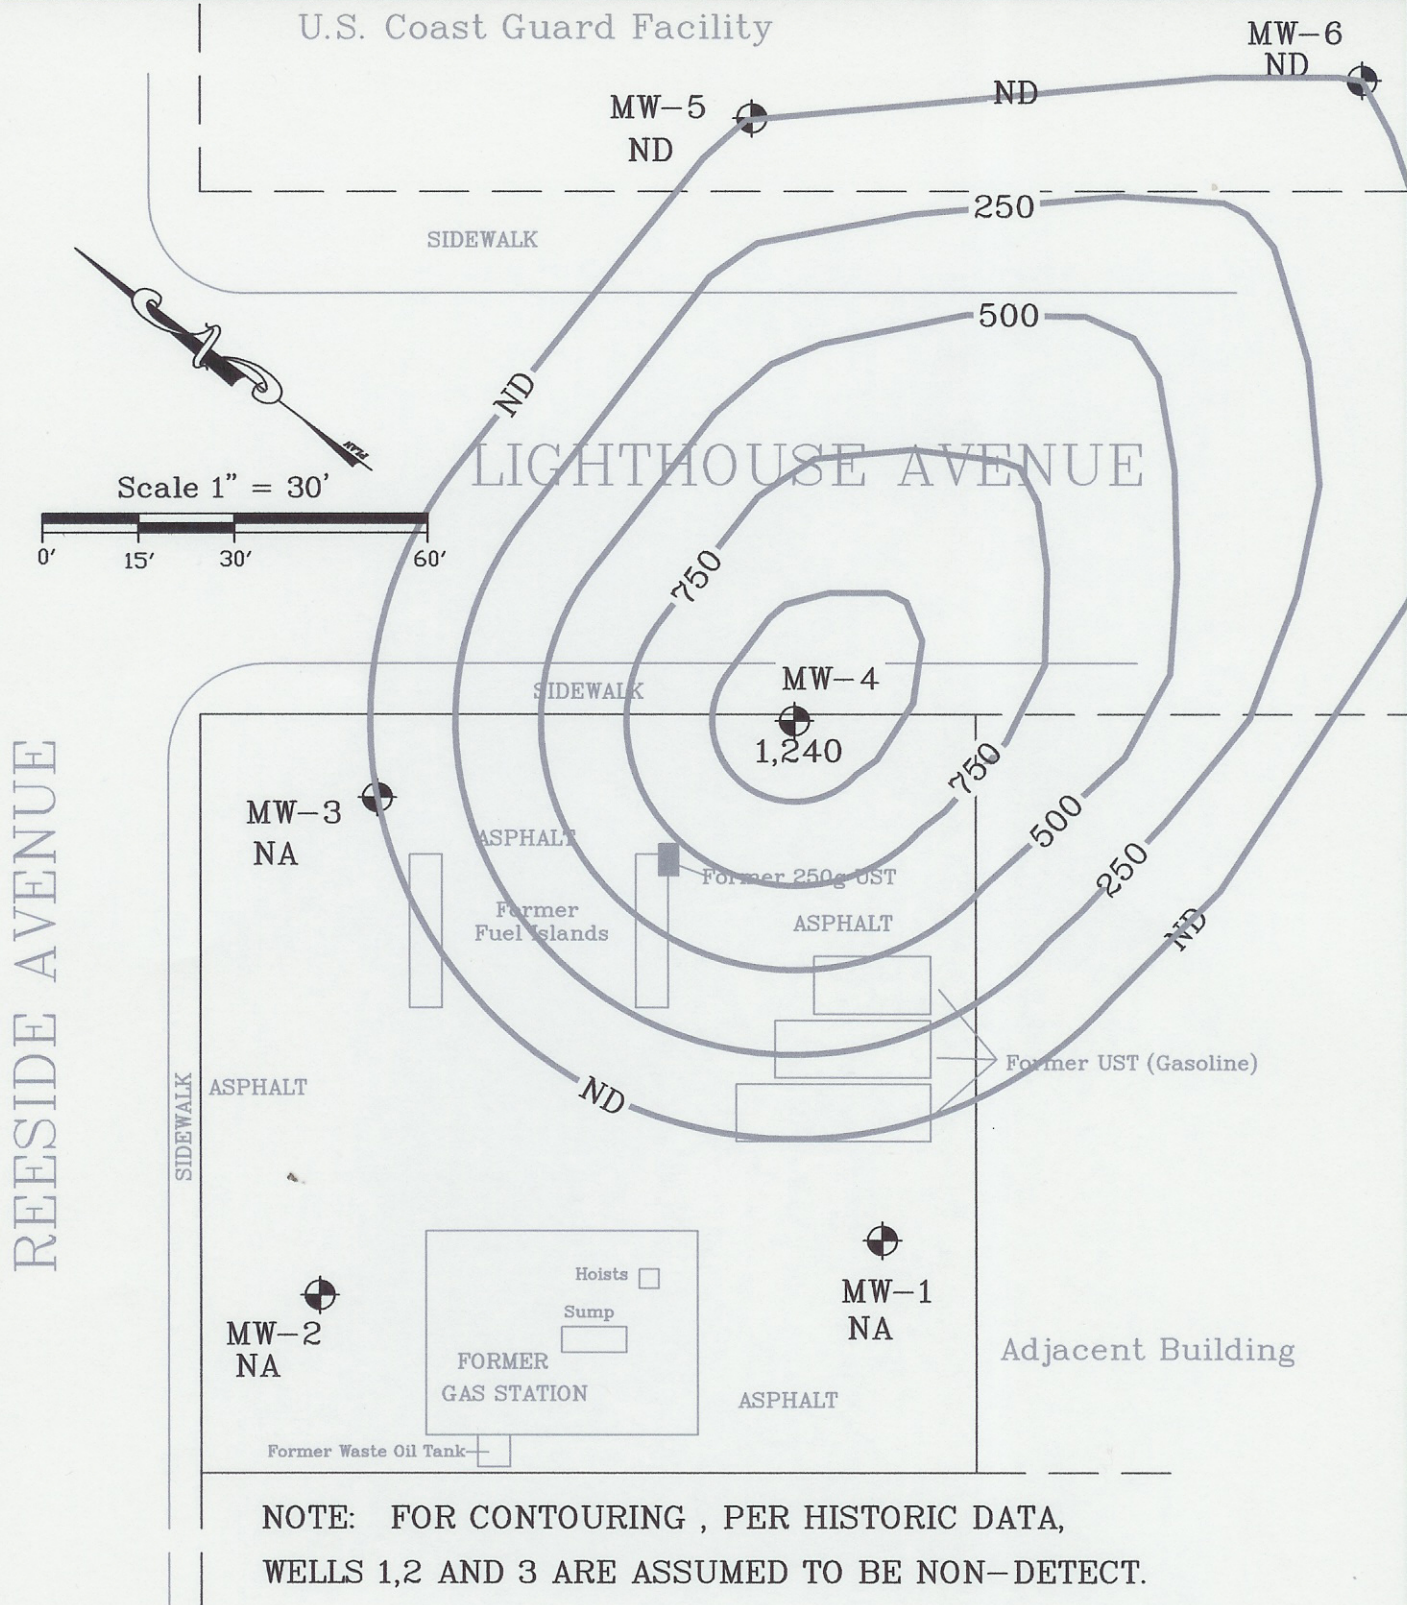 U.S. Coast Guard Facility
MW-6
ND
MW-5
ND
ND
250
SIDEWALK
500
ND
LIGHTHOUSE AVENUE
PLAN
Scale 1" = 30'
0' 15' 30' 60'
750
MW-4
SIDEWALK
1,240
750
MW-3
NA
ASPHALT
500
250
Former 250g UST
Former
Fuel Islands
ASPHALT
ND
REESIDE AVENUE
Former UST (Gasoline)
ASPHALT
SIDEWALK
ND
Hoists
Sump
MW-1
NA
MW-2
NA
FORMER
GAS STATION
Adjacent Building
ASPHALT
Former Waste Oil Tank
NOTE: FOR CONTOURING , PER HISTORIC DATA,
WELLS 1,2 AND 3 ARE ASSUMED TO BE NON-DETECT.